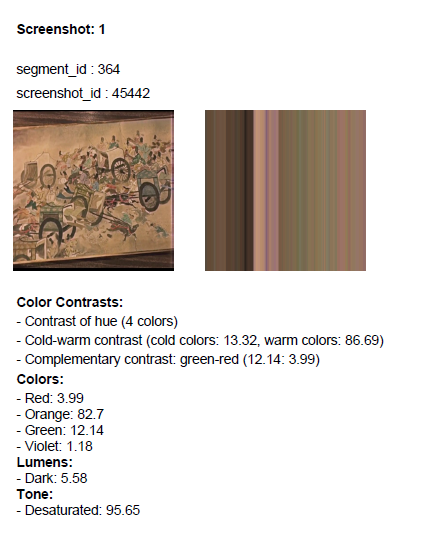 Screenshot: 1
segment_id : 364
screenshot_id : 45442
Color Contrasts:
- Contrast of hue (4 colors)
- Cold-warm contrast (cold colors: 13.32, warm colors: 86.69)
- Complementary contrast: green-red (12.14: 3.99)
Colors:
- Red: 3.99
- Orange: 82.7
- Green: 12.14
- Violet: 1.18
Lumens:
- Dark: 5.58
Tone:
- Desaturated: 95.65